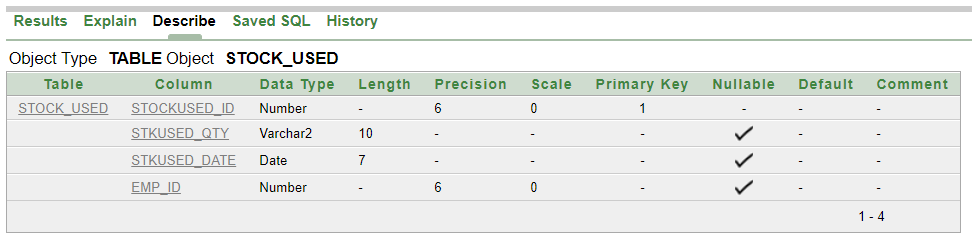 Results Explain Describe Saved SQL History
Object Type TABLE Object STOCK_USED
Table Column Data Type Length Precision Scale Primary Key Nullable Default Comment
STOCK_USED STOCKUSED_ID Number - 6 0 1 - - -
STKUSED_QTY Varchar2 10 - - - ✓ - -
STKUSED_DATE Date 7 - - - ✓ - -
EMP_ID Number - 6 0 - ✓ - -
1 - 4